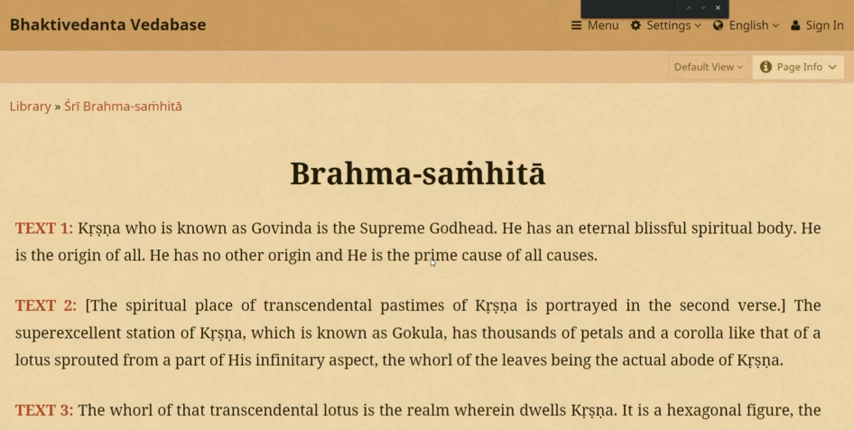 Bhaktivedanta Vedabase
Menu Settings English Sign In
Default View Page Info
Library » Śrī Brahma-saṁhitā
Brahma-saṁhitā
TEXT 1: Kṛṣṇa who is known as Govinda is the Supreme Godhead. He has an eternal blissful spiritual body. He
is the origin of all. He has no other origin and He is the prime cause of all causes.
TEXT 2: [The spiritual place of transcendental pastimes of Kṛṣṇa is portrayed in the second verse.] The
superexcellent station of Kṛṣṇa, which is known as Gokula, has thousands of petals and a corolla like that of a
lotus sprouted from a part of His infinitary aspect, the whorl of the leaves being the actual abode of Kṛṣṇa.
TEXT 3: The whorl of that transcendental lotus is the realm wherein dwells Kṛṣṇa. It is a hexagonal figure, the